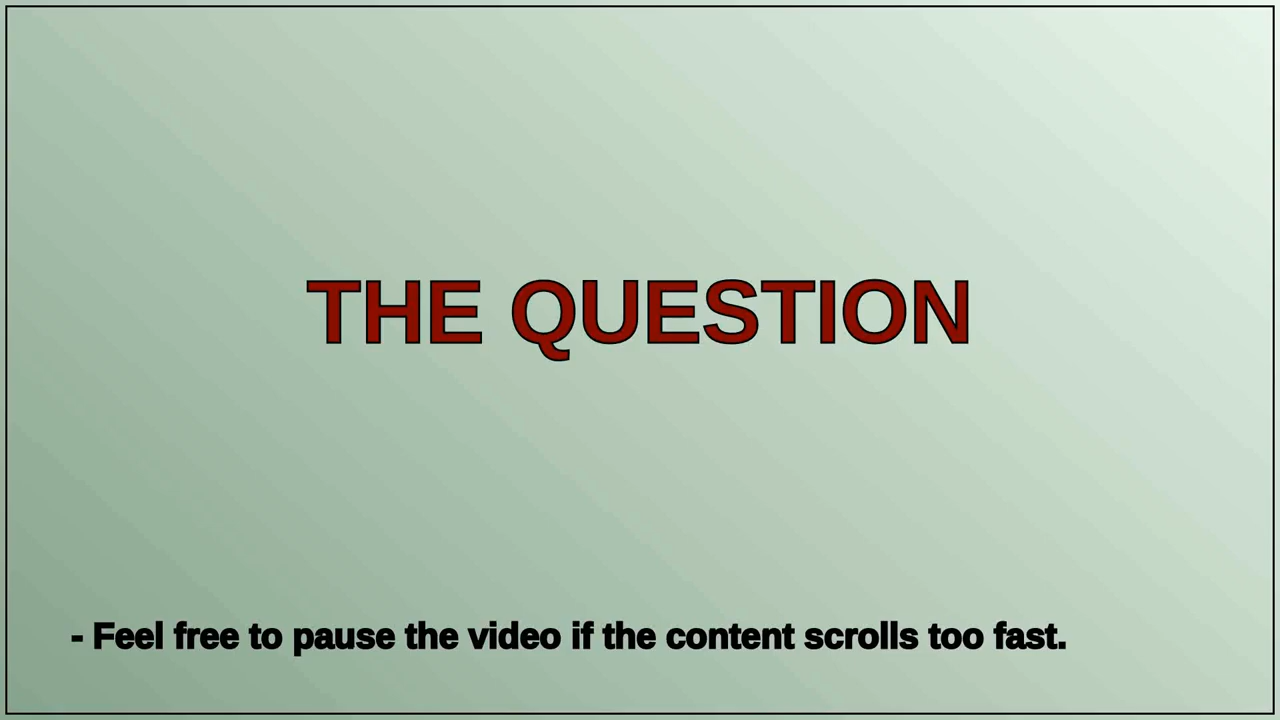 THE QUESTION
- Feel free to pause the video if the content scrolls too fast.